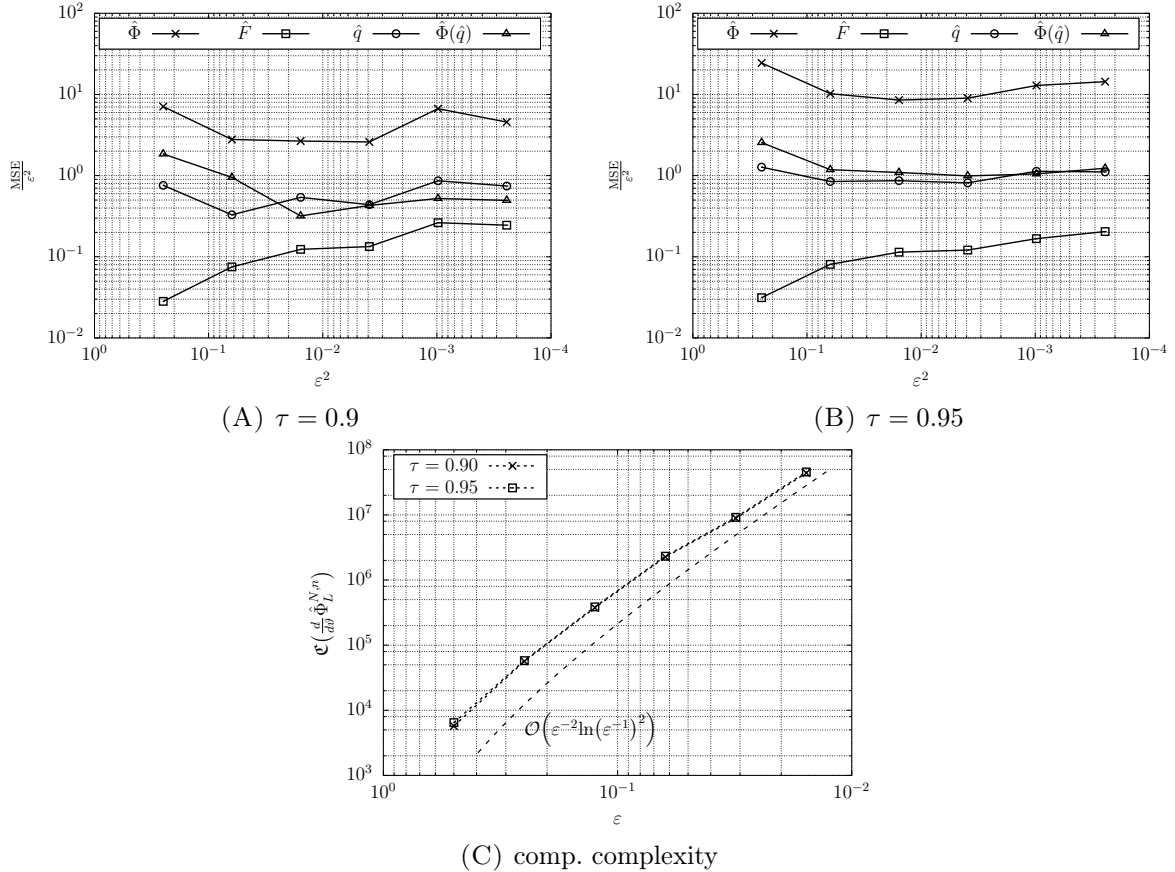 10^2
10^1
10^0
10^-1
10^-2
MSE
ε^2
Φ̂ F̂ q̂ Φ̂(q̂)
10^0 10^-1 10^-2 10^-3 10^-4
ε^2
(A) τ = 0.9
10^2
10^1
10^0
10^-1
10^-2
MSE
ε^2
Φ̂ F̂ q̂ Φ̂(q̂)
10^0 10^-1 10^-2 10^-3 10^-4
ε^2
(B) τ = 0.95
10^8
10^7
10^6
10^5
10^4
10^3
ℭ(d/dϑ Φ̂_L^{N,n})
τ = 0.90
τ = 0.95
𝒪(ε^-2 ln(ε^-1)^2)
10^0 10^-1 10^-2
ε
(C) comp. complexity